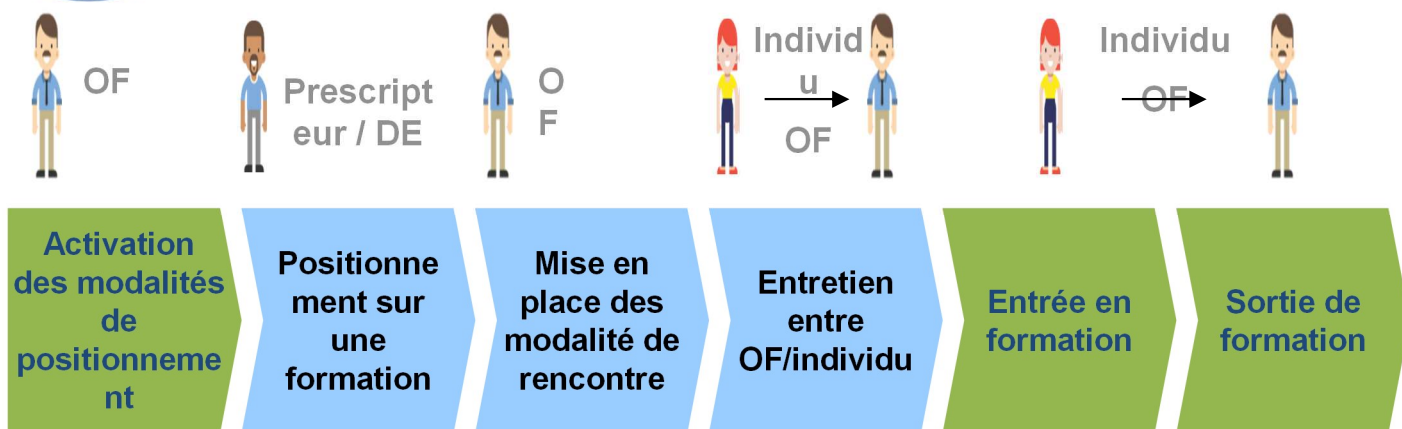 OF
Prescript
eur / DE
O
F
Individ
u
OF
Individu
OF
Activation
des modalités
de
positionneme
nt
Positionne
ment sur
une
formation
Mise en
place des
modalité de
rencontre
Entretien
entre
OF/individu
Entrée en
formation
Sortie de
formation